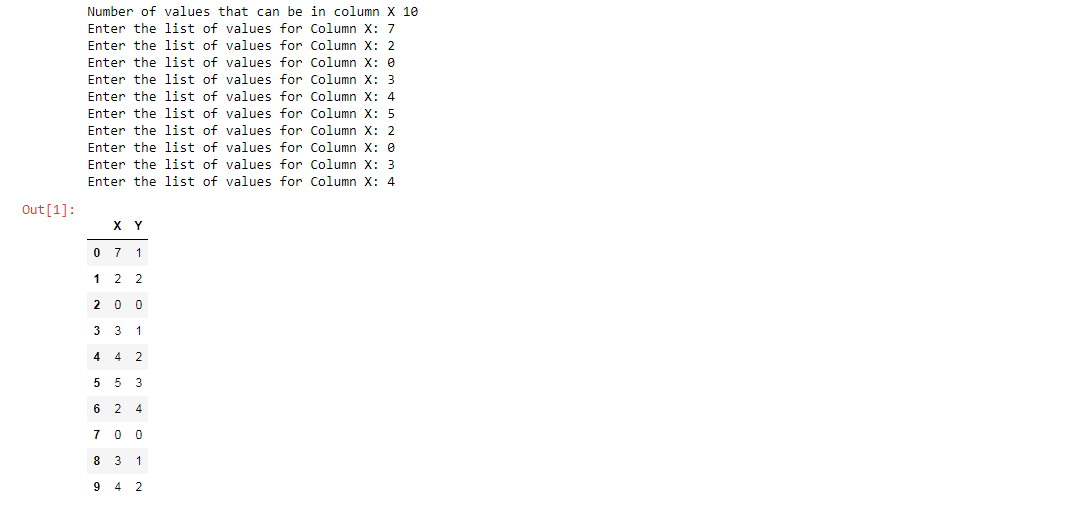 Number of values that can be in column X 10
Enter the list of values for Column X: 7
Enter the list of values for Column X: 2
Enter the list of values for Column X: 0
Enter the list of values for Column X: 3
Enter the list of values for Column X: 4
Enter the list of values for Column X: 5
Enter the list of values for Column X: 2
Enter the list of values for Column X: 0
Enter the list of values for Column X: 3
Enter the list of values for Column X: 4
Out[1]:
X Y
0 7 1
1 2 2
2 0 0
3 3 1
4 4 2
5 5 3
6 2 4
7 0 0
8 3 1
9 4 2